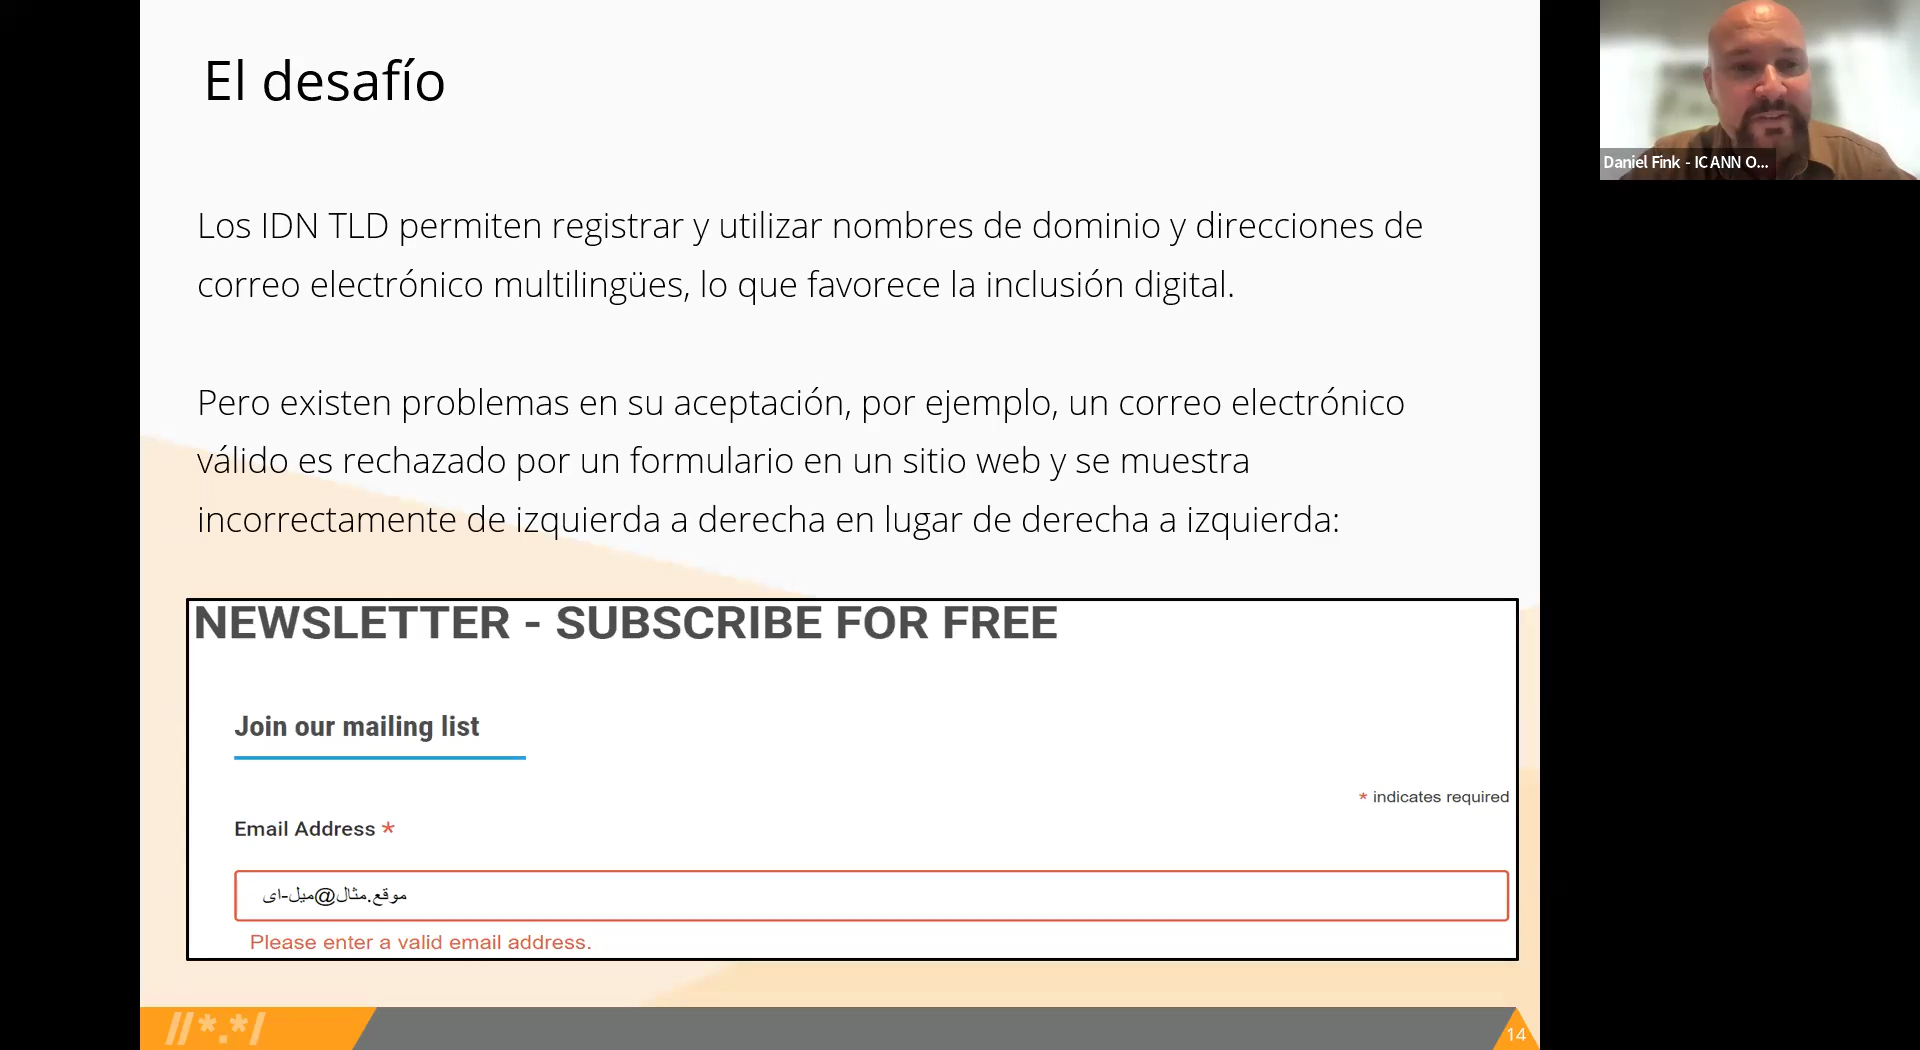 El desafío
Los IDN TLD permiten registrar y utilizar nombres de dominio y direcciones de
correo electrónico multilingües, lo que favorece la inclusión digital.
Pero existen problemas en su aceptación, por ejemplo, un correo electrónico
válido es rechazado por un formulario en un sitio web y se muestra
incorrectamente de izquierda a derecha en lugar de derecha a izquierda:
NEWSLETTER - SUBSCRIBE FOR FREE
Join our mailing list
* indicates required
Email Address *
ای-میل@مثال.موقع
Please enter a valid email address.
//*.*/
14
Daniel Fink - ICANN O...